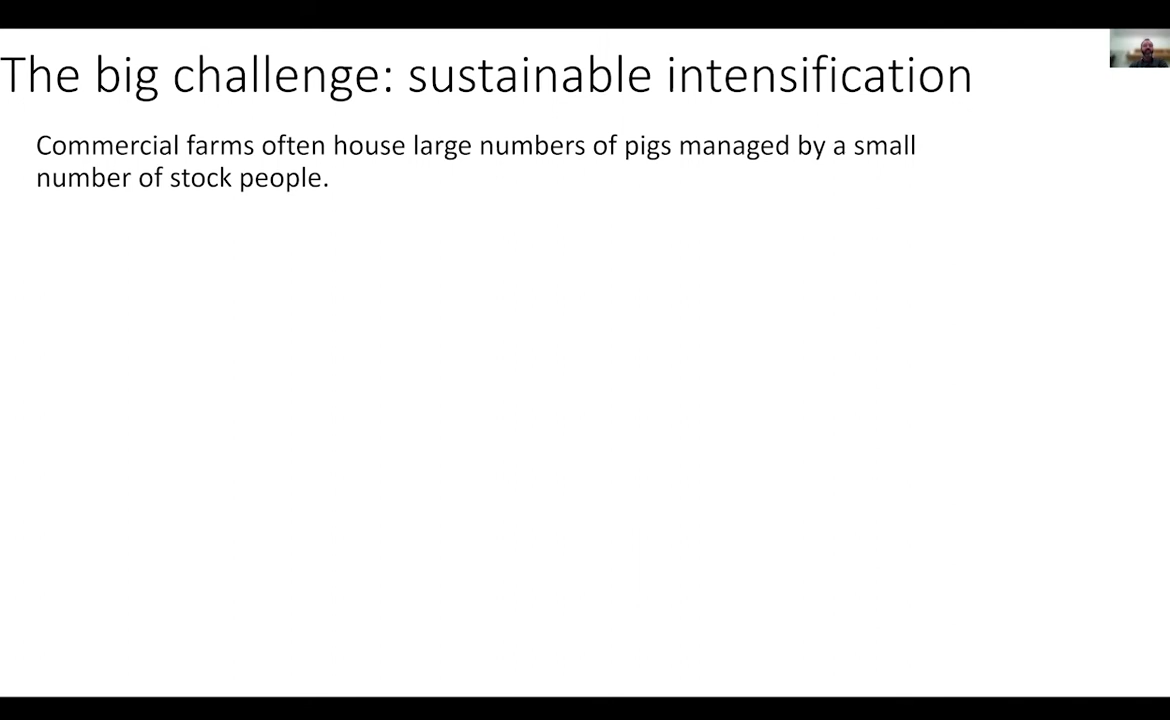 The big challenge: sustainable intensification
Commercial farms often house large numbers of pigs managed by a small
number of stock people.